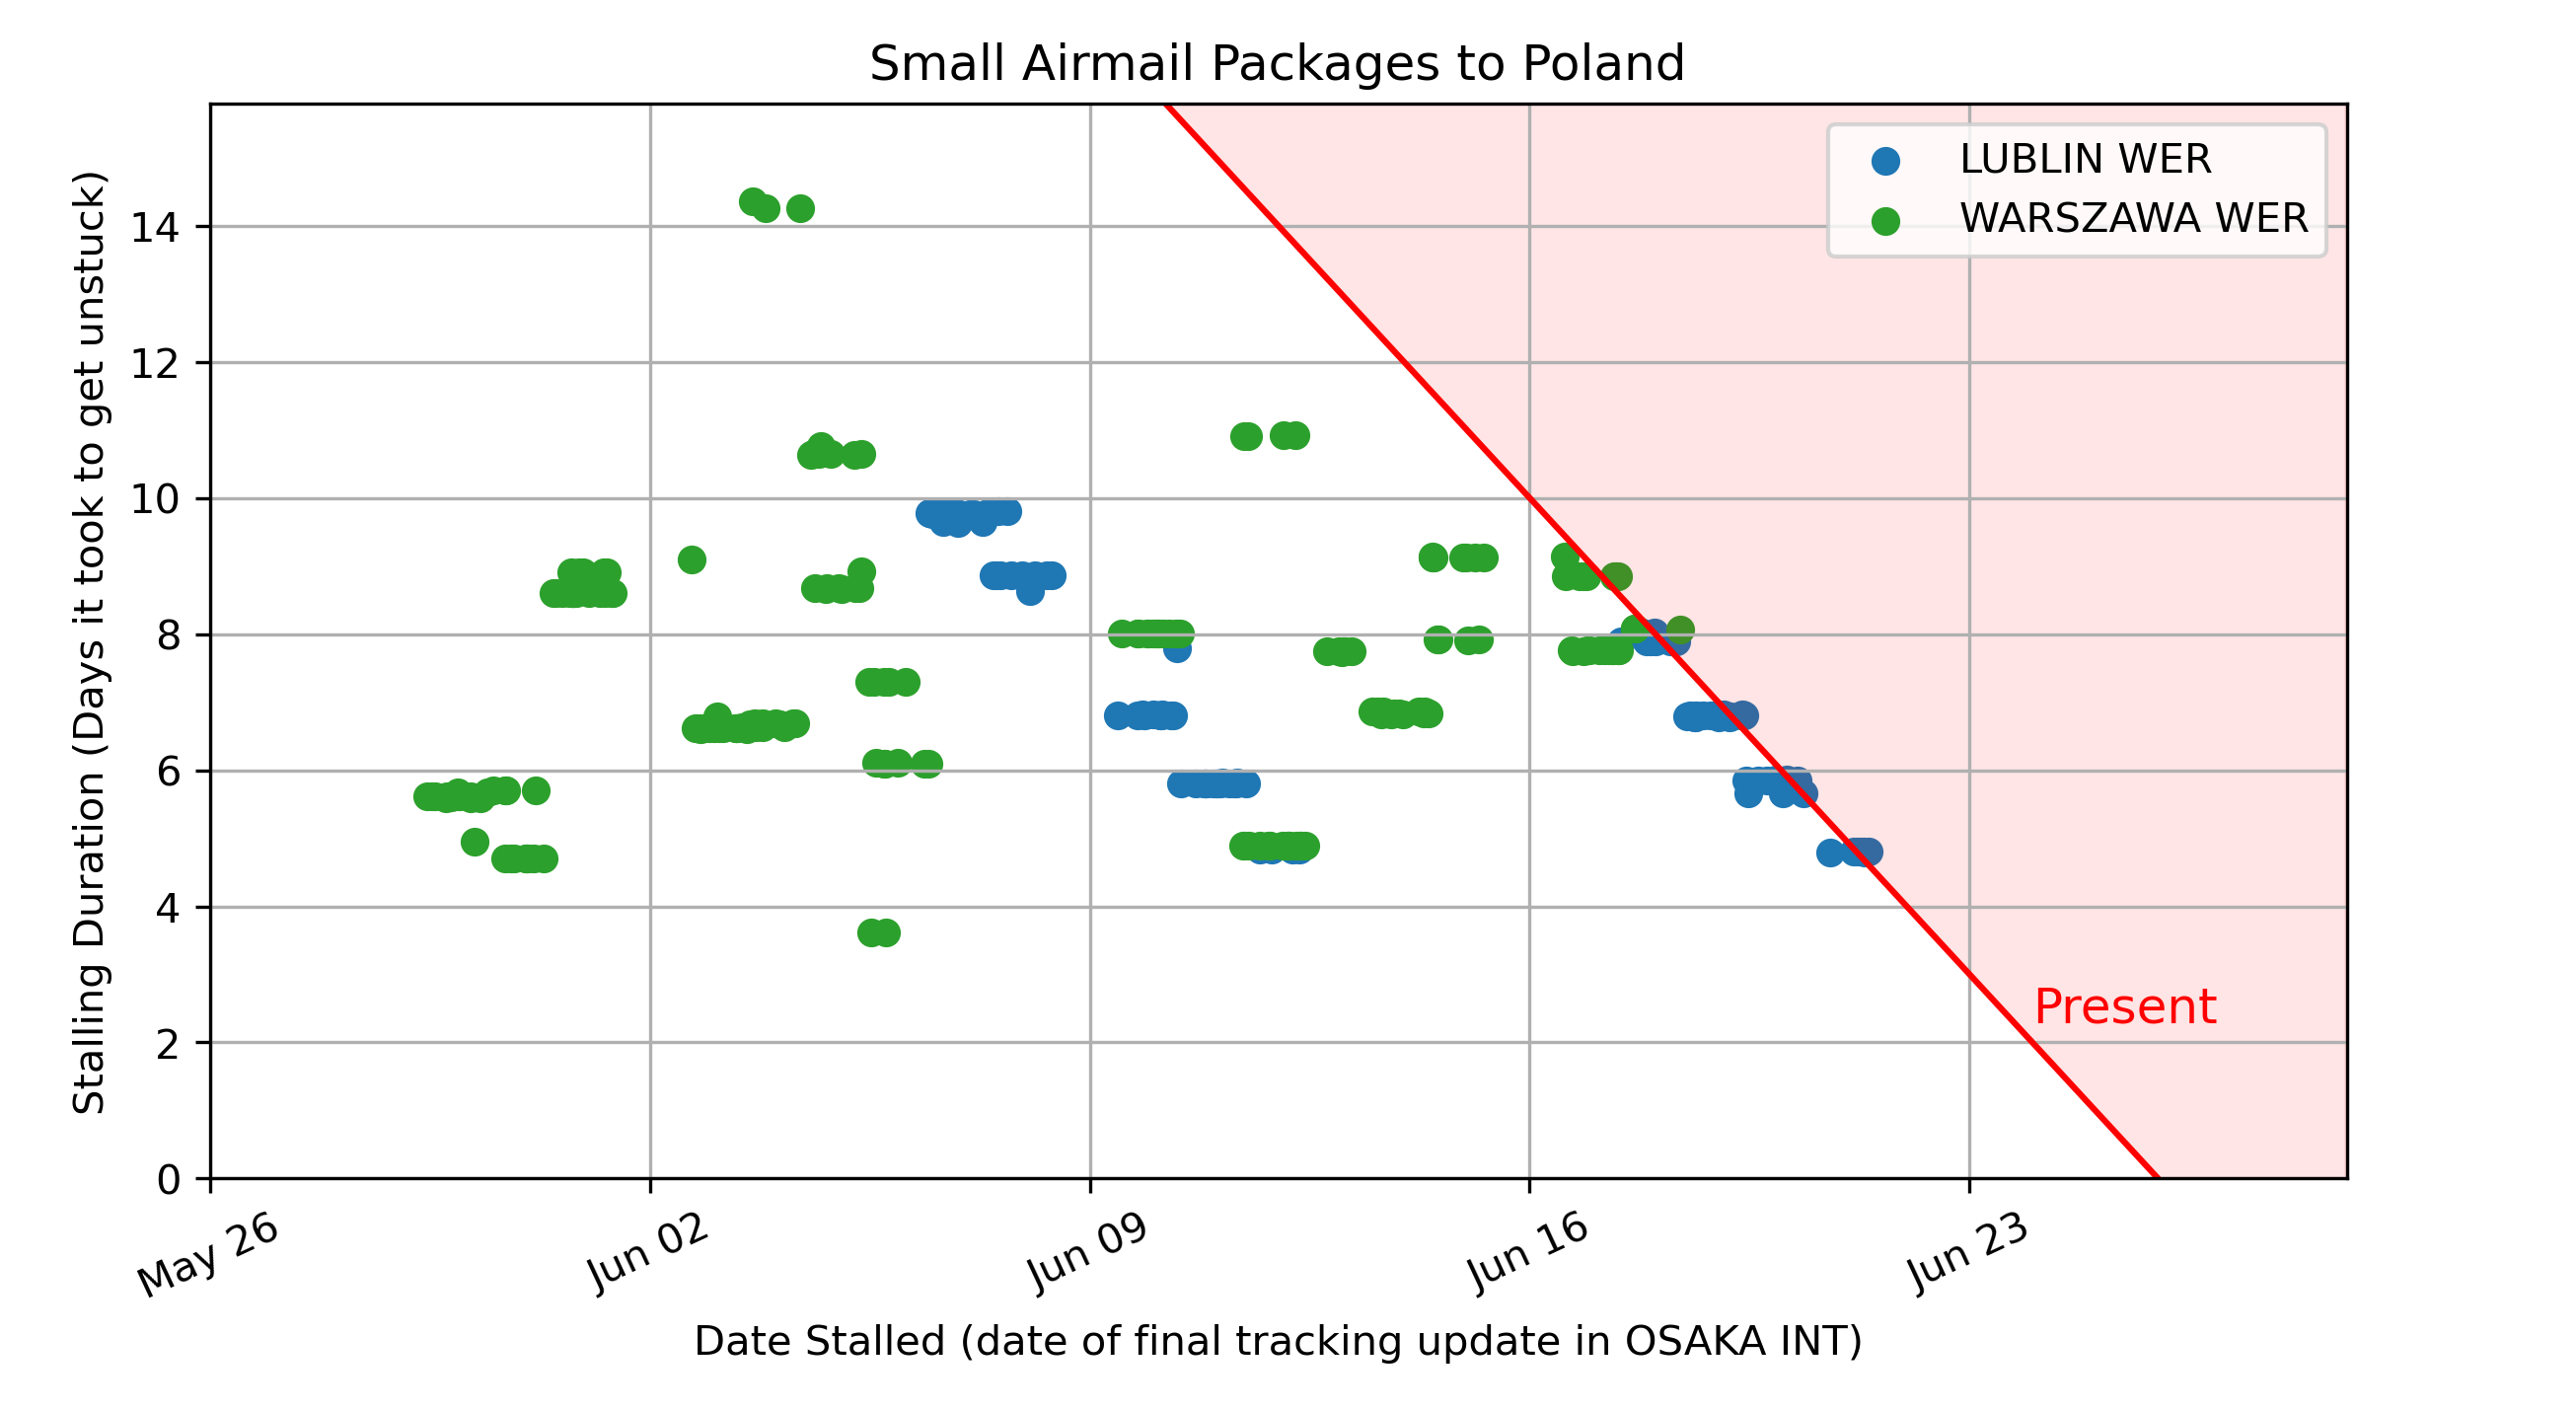 Small Airmail Packages to Poland
LUBLIN WER
WARSZAWA WER
Stalling Duration (Days it took to get unstuck)
14
12
10
8
6
4
2
0
Present
May 26
Jun 02
Jun 09
Jun 16
Jun 23
Date Stalled (date of final tracking update in OSAKA INT)